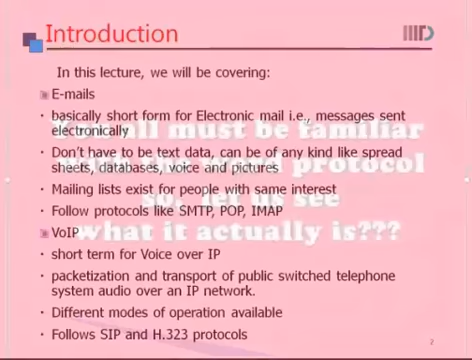 Introduction
In this lecture, we will be covering:
E-mails
· basically short form for Electronic mail i.e., messages sent
electronically
· Don't have to be text data, can be of any kind like spread
sheets, databases, voice and pictures
· Mailing lists exist for people with same interest
· Follow protocols like SMTP, POP, IMAP
VoIP
· short term for Voice over IP
· packetization and transport of public switched telephone
system audio over an IP network.
· Different modes of operation available
· Follows SIP and H.323 protocols
2
all must be familiar
protocol
so, let us see
what it actually is???